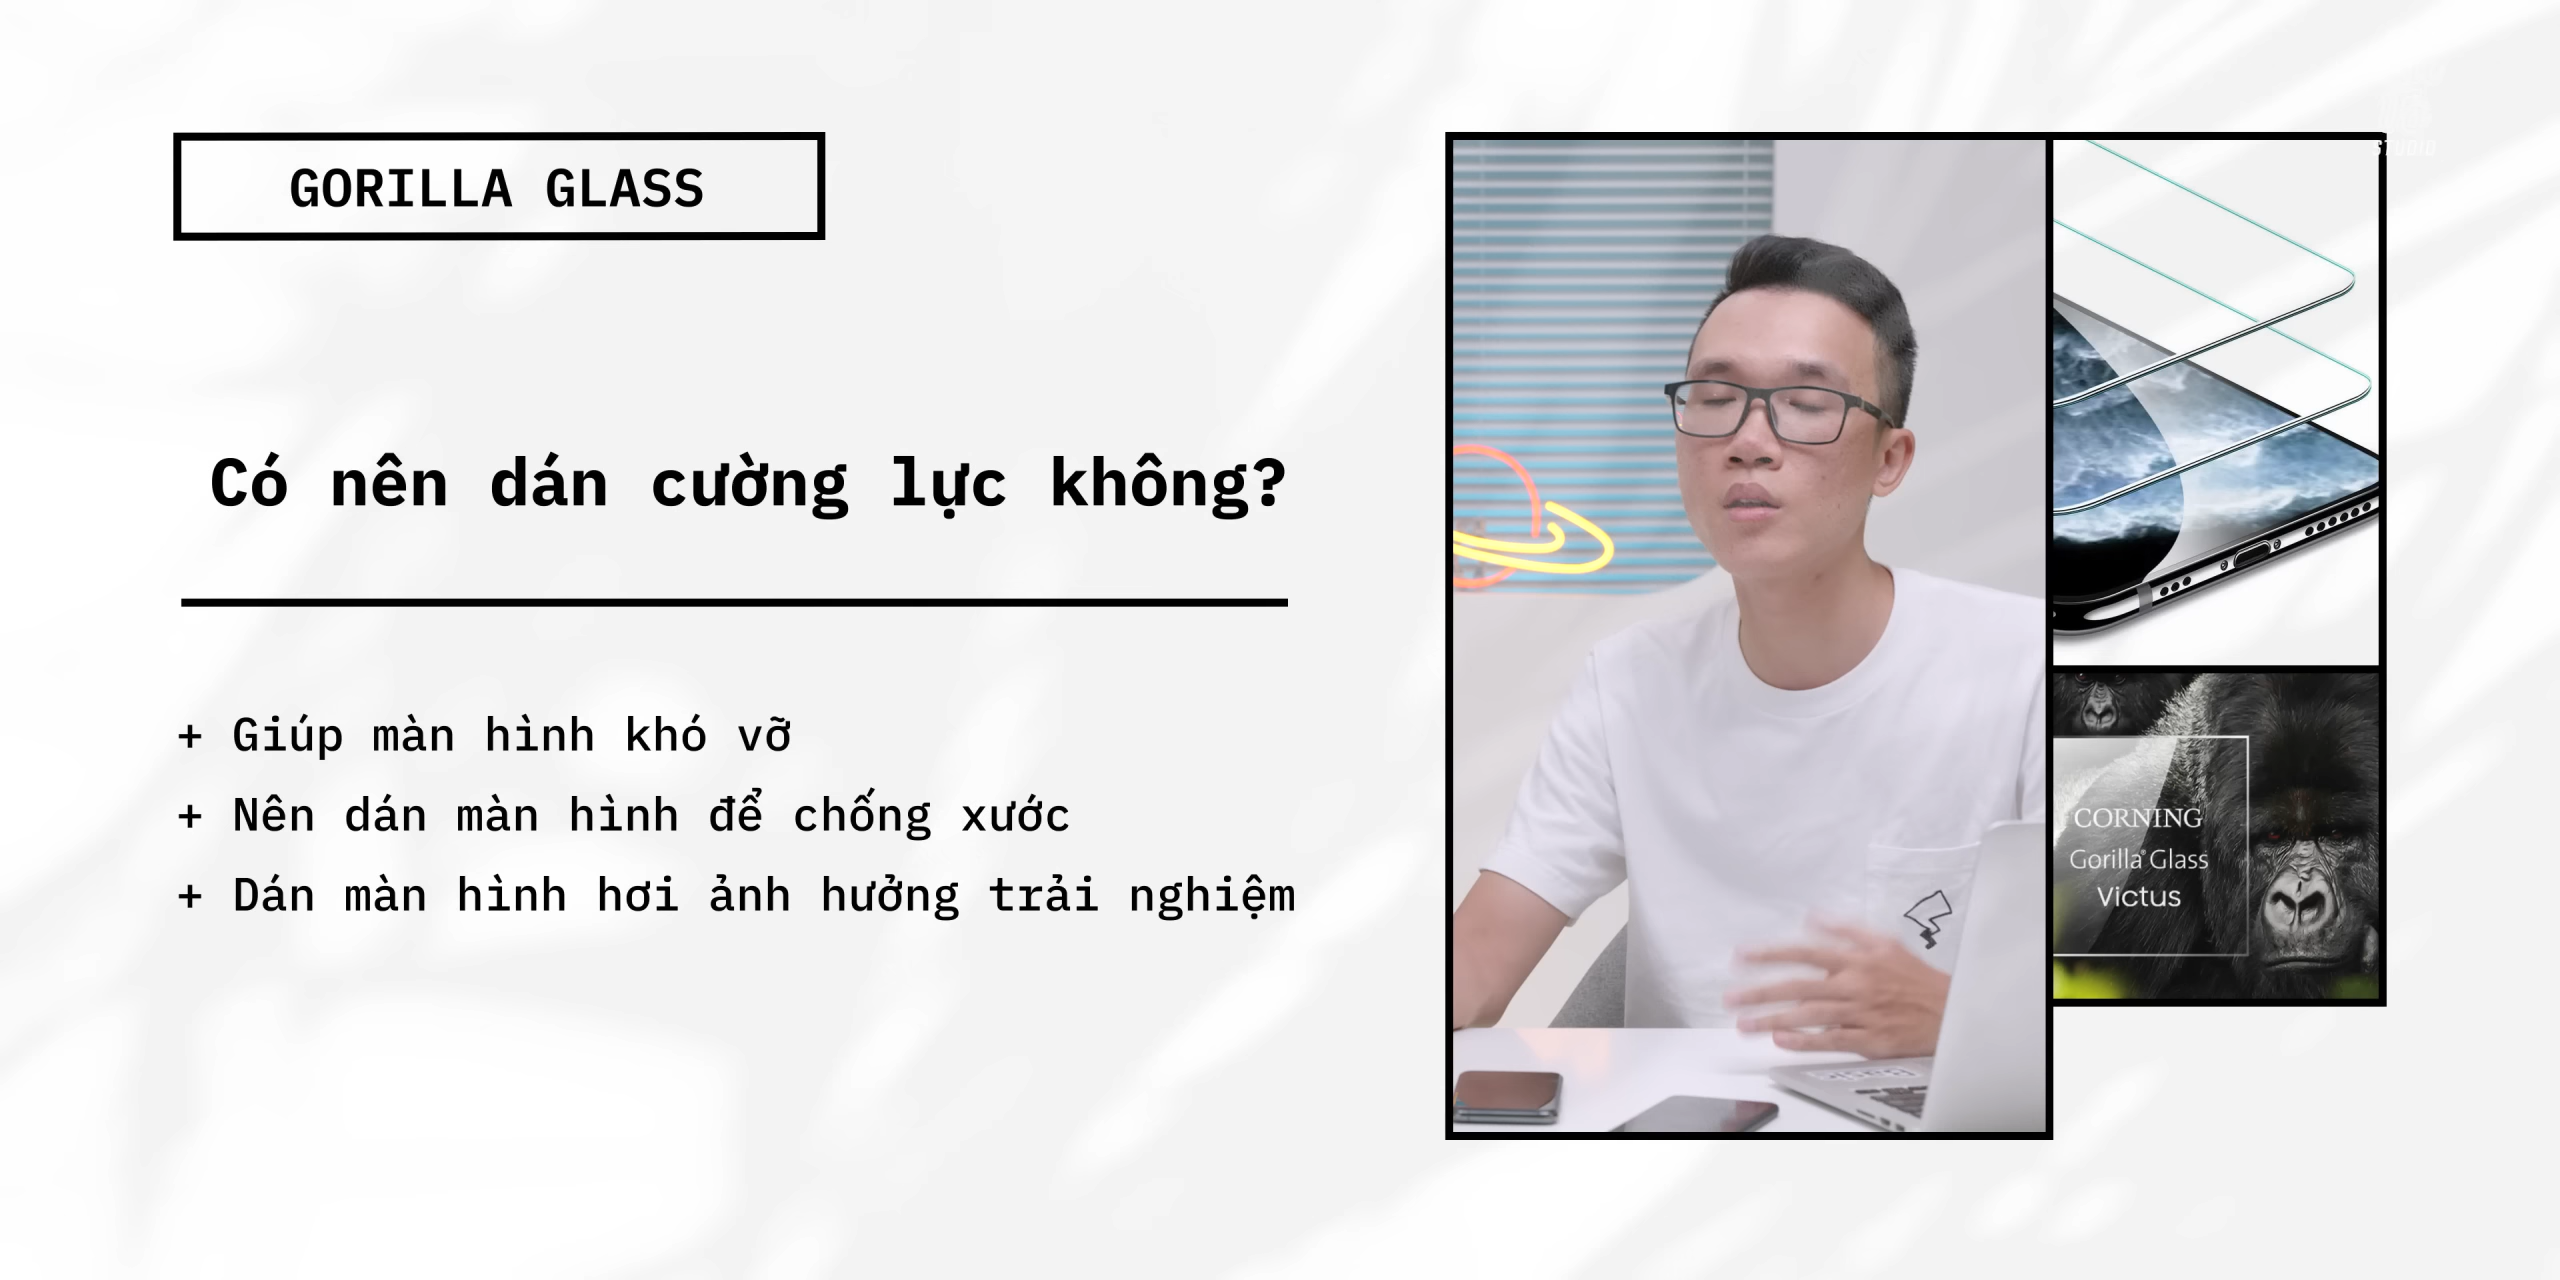 GORILLA GLASS
Có nên dán cường lực không?
+ Giúp màn hình khó vỡ
+ Nên dán màn hình để chống xước
+ Dán màn hình hơi ảnh hưởng trải nghiệm
CORNING
Gorilla® Glass
Victus
STUDIO